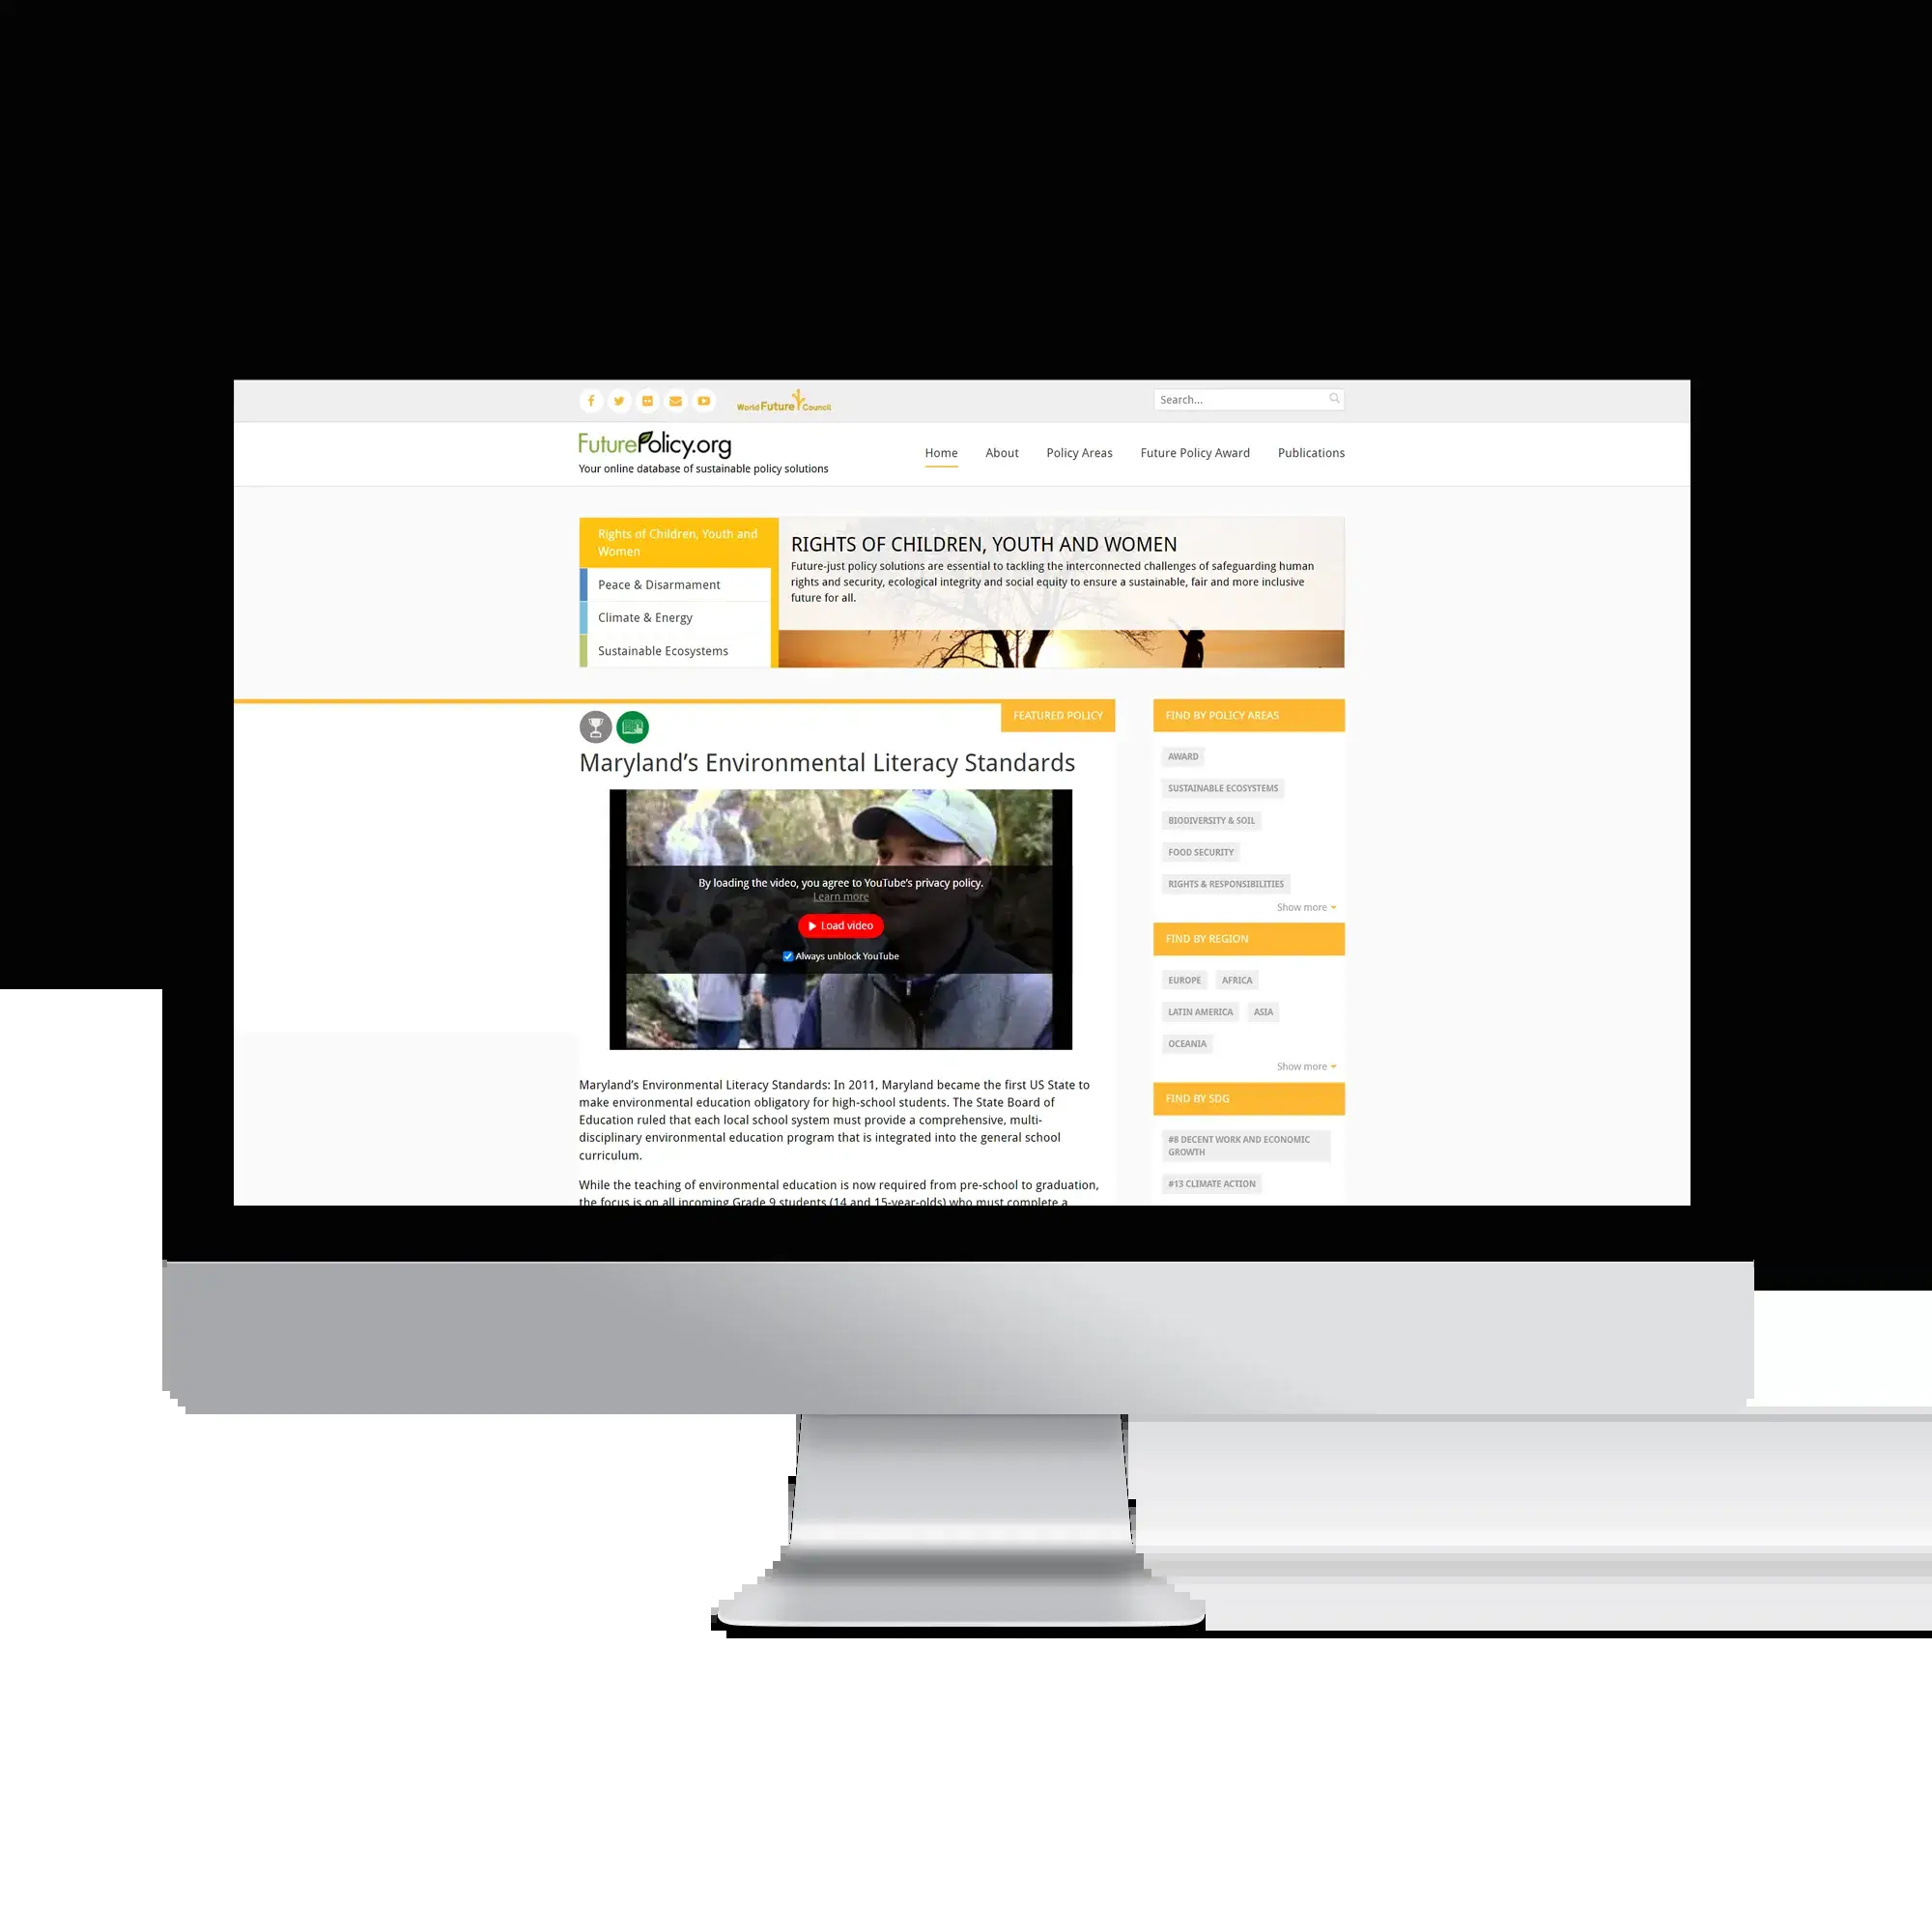 World Future Council
Search...
FuturePolicy.org
Your online database of sustainable policy solutions
Home About Policy Areas Future Policy Award Publications
Rights of Children, Youth and
Women
Peace & Disarmament
Climate & Energy
Sustainable Ecosystems
RIGHTS OF CHILDREN, YOUTH AND WOMEN
Future-just policy solutions are essential to tackling the interconnected challenges of safeguarding human
rights and security, ecological integrity and social equity to ensure a sustainable, fair and more inclusive
future for all.
FEATURED POLICY
Maryland’s Environmental Literacy Standards
By loading the video, you agree to YouTube's privacy policy.
Learn more
Load video
Always unblock YouTube
Maryland’s Environmental Literacy Standards: In 2011, Maryland became the first US State to
make environmental education obligatory for high-school students. The State Board of
Education ruled that each local school system must provide a comprehensive, multi-
disciplinary environmental education program that is integrated into the general school
curriculum.
While the teaching of environmental education is now required from pre-school to graduation,
the focus is on all incoming Grade 9 students (14 and 15-year-olds) who must complete a
FIND BY POLICY AREAS
AWARD
SUSTAINABLE ECOSYSTEMS
BIODIVERSITY & SOIL
FOOD SECURITY
RIGHTS & RESPONSIBILITIES
Show more
FIND BY REGION
EUROPE AFRICA
LATIN AMERICA ASIA
OCEANIA
Show more
FIND BY SDG
#8 DECENT WORK AND ECONOMIC
GROWTH
#13 CLIMATE ACTION